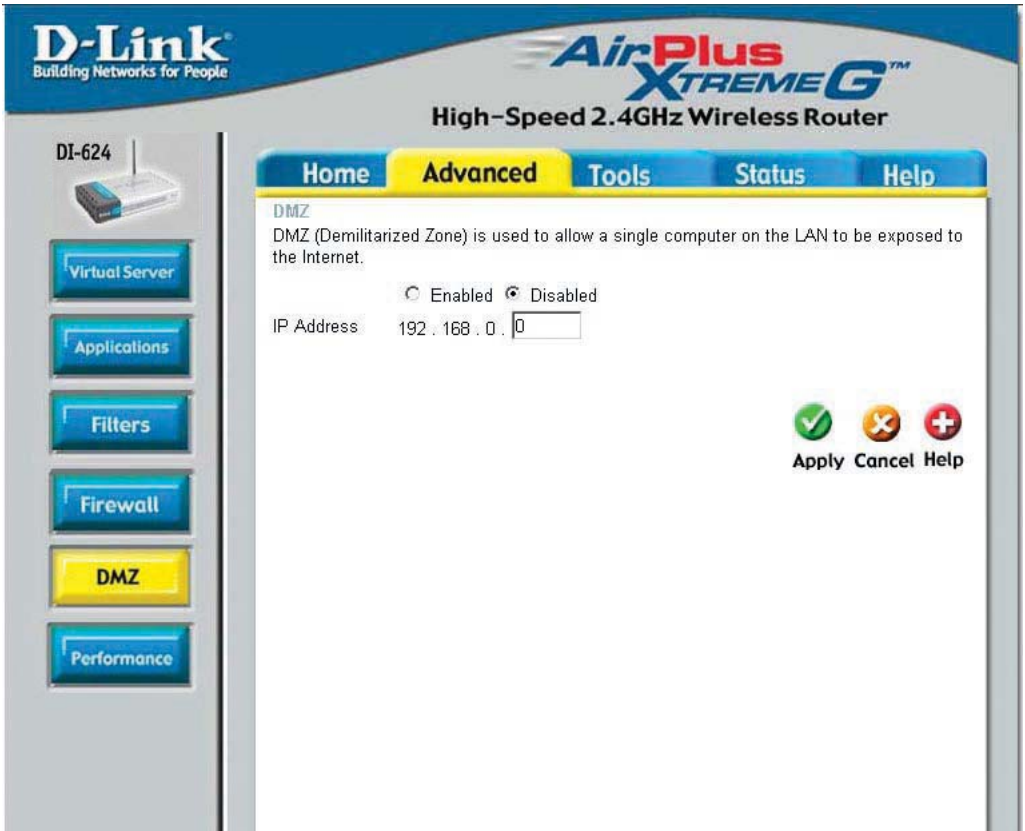 D-Link
Building Networks for People
AirPlus
XTREME G™
High-Speed 2.4GHz Wireless Router
DI-624
Home Advanced Tools Status Help
DMZ
DMZ (Demilitarized Zone) is used to allow a single computer on the LAN to be exposed to
the Internet.
Enabled Disabled
IP Address 192 . 168 . 0 . 0
Apply Cancel Help
Virtual Server
Applications
Filters
Firewall
DMZ
Performance